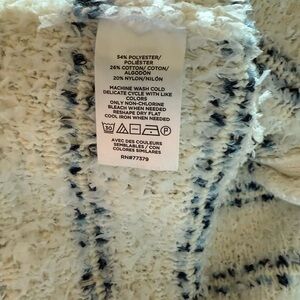 54% POLYESTER/
POLIÉSTER
26% COTTON/ COTON/
ALGODÓN
20% NYLON/NILÓN
MACHINE WASH COLD
DELICATE CYCLE WITH LIKE
COLORS
ONLY NON-CHLORINE
BLEACH WHEN NEEDED
RESHAPE DRY FLAT
COOL IRON WHEN NEEDED
30 P
AVEC DES COULEURS
SEMBLABLES / CON
COLORES SIMILARES
RN#77379